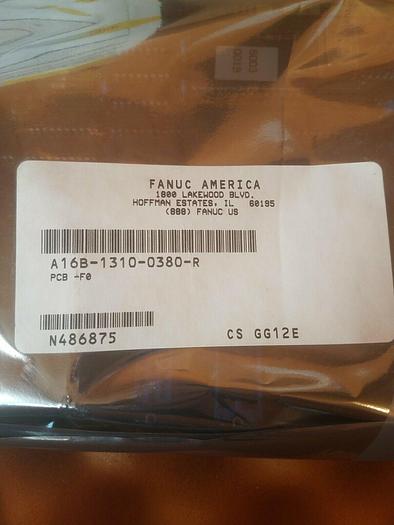 FANUC AMERICA
1800 LAKEWOOD BLVD.
HOFFMAN ESTATES, IL 60195
(888) FANUC US
A16B-1310-0380-R
PCB -F0
N486875
CS GG12E